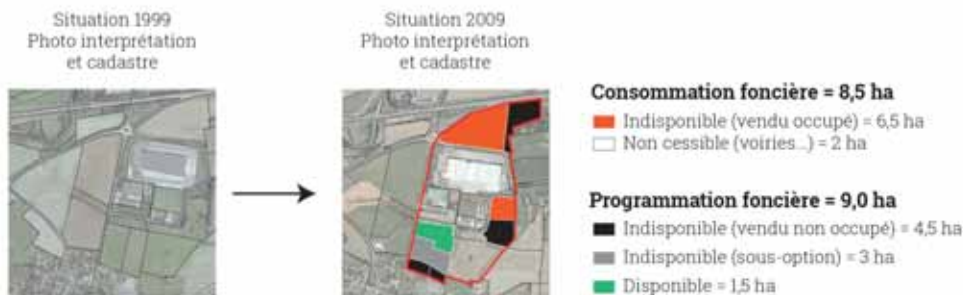 Situation 1999
Photo interprétation
et cadastre
Situation 2009
Photo interprétation
et cadastre
Consommation foncière = 8,5 ha
Indisponible (vendu occupé) = 6,5 ha
Non cessible (voiries...) = 2 ha
Programmation foncière = 9,0 ha
Indisponible (vendu non occupé) = 4,5 ha
Indisponible (sous-option) = 3 ha
Disponible = 1,5 ha